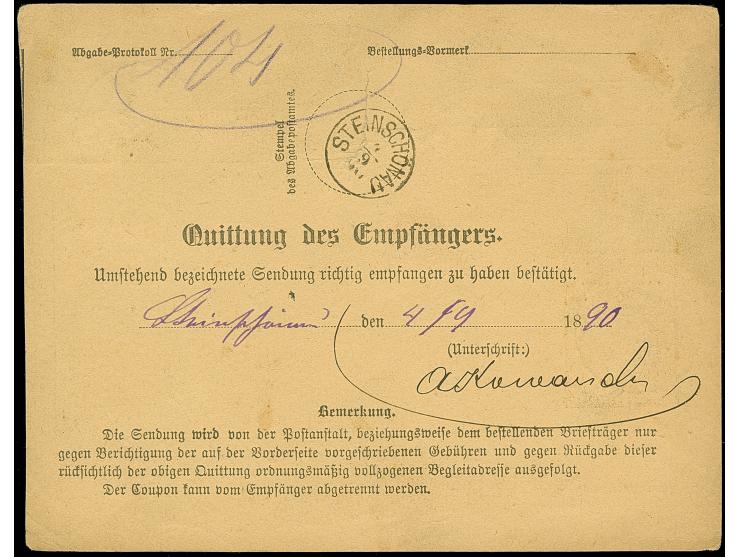 Abgabe-Protokoll Nr. 104
Bestellungs-Vormerk
Stempel
des Abgabepostamtes.
STEINSCHÖNAU
Quittung des Empfängers.
Umstehend bezeichnete Sendung richtig empfangen zu haben bestätigt.
Steinschönau den 4/9 1890
(Unterschrift:)
Bemerkung.
Die Sendung wird von der Postanstalt, beziehungsweise dem bestellenden Briefträger nur
gegen Berichtigung der auf der Vorderseite vorgeschriebenen Gebühren und gegen Rückgabe dieser
rücksichtlich der obigen Quittung ordnungsmäßig vollzogenen Begleitadresse ausgefolgt.
Der Coupon kann vom Empfänger abgetrennt werden.